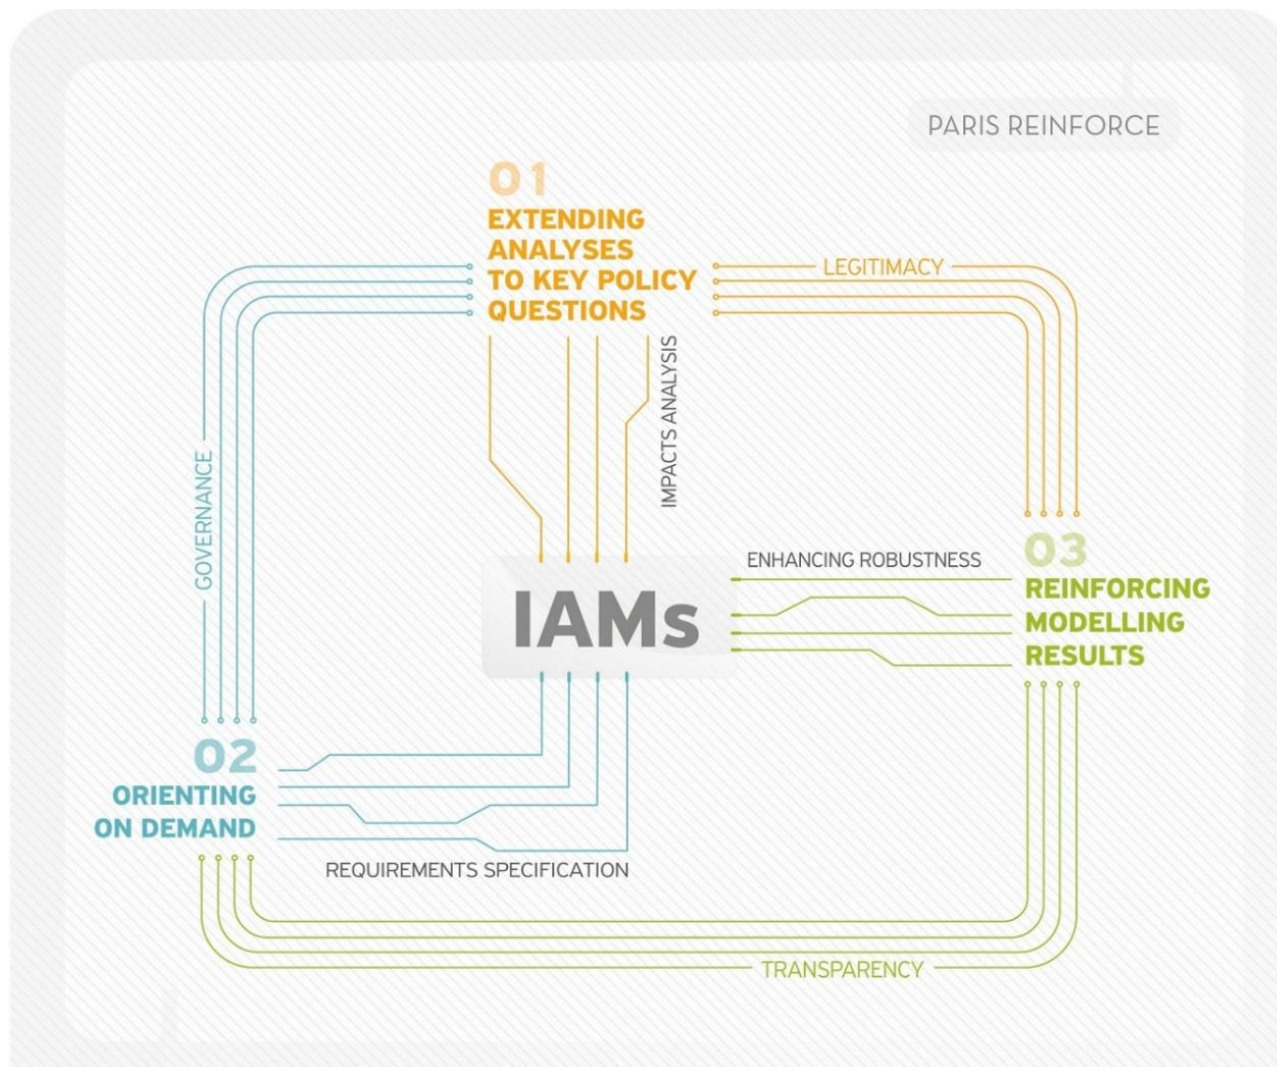 PARIS REINFORCE
01
EXTENDING
ANALYSES
TO KEY POLICY
QUESTIONS
LEGITIMACY
IMPACTS ANALYSIS
GOVERNANCE
ENHANCING ROBUSTNESS
03
REINFORCING
MODELLING
RESULTS
IAMs
02
ORIENTING
ON DEMAND
REQUIREMENTS SPECIFICATION
TRANSPARENCY